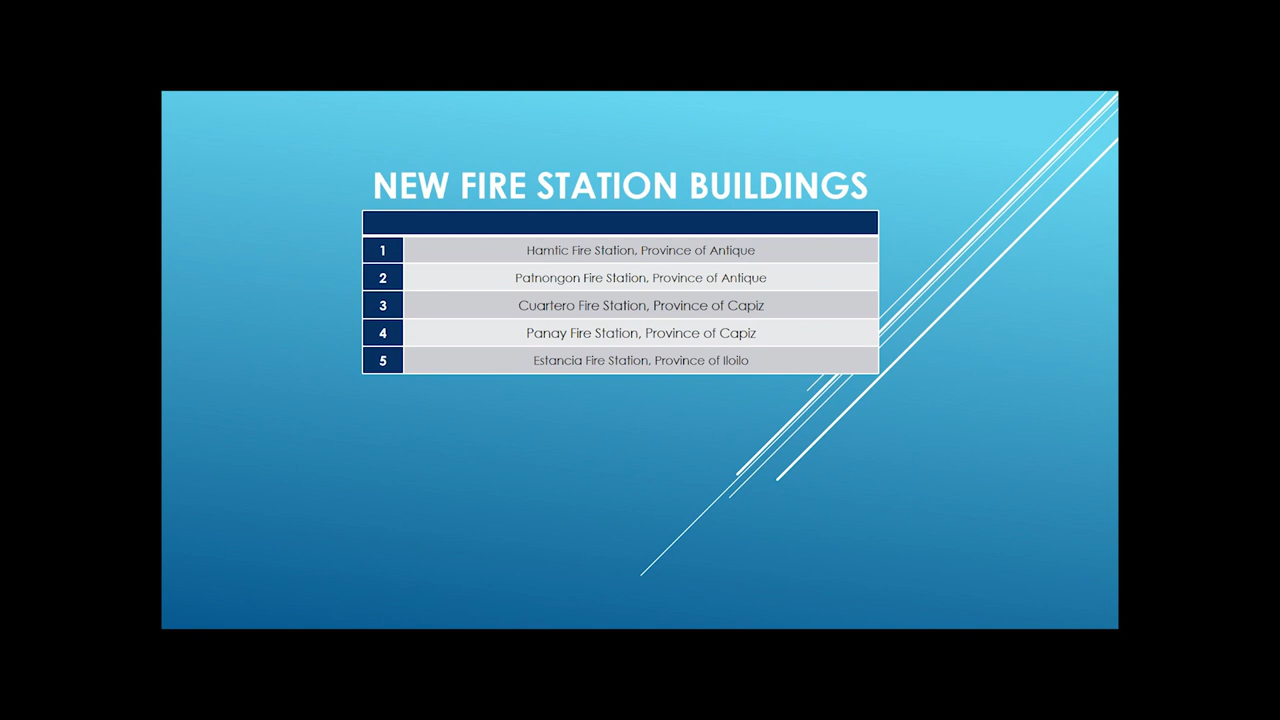 NEW FIRE STATION BUILDINGS
1 Hamtic Fire Station, Province of Antique
2 Patnongon Fire Station, Province of Antique
3 Cuartero Fire Station, Province of Capiz
4 Panay Fire Station, Province of Capiz
5 Estancia Fire Station, Province of Iloilo